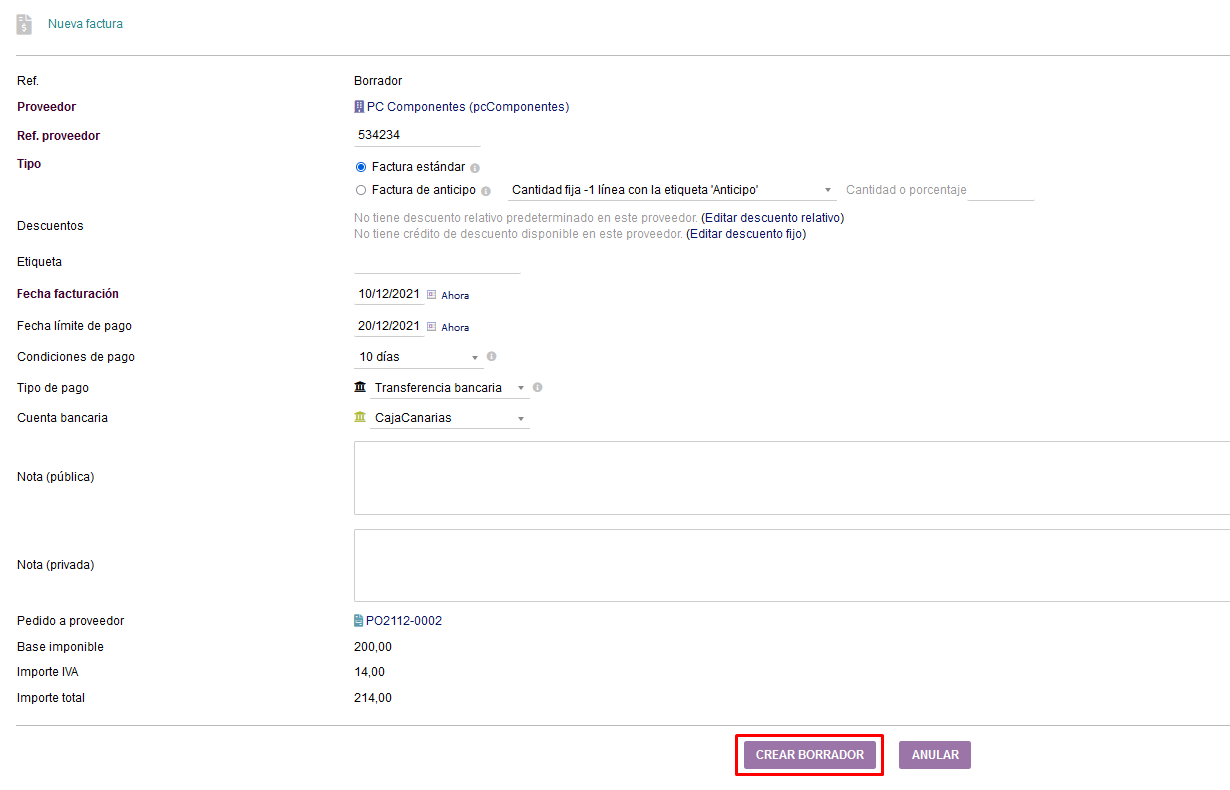 Nueva factura
Ref. Borrador
Proveedor PC Componentes (pcComponentes)
Ref. proveedor 534234
Tipo Factura estándar
Factura de anticipo Cantidad fija -1 línea con la etiqueta 'Anticipo' Cantidad o porcentaje
Descuentos No tiene descuento relativo predeterminado en este proveedor. (Editar descuento relativo)
No tiene crédito de descuento disponible en este proveedor. (Editar descuento fijo)
Etiqueta
Fecha facturación 10/12/2021 Ahora
Fecha límite de pago 20/12/2021 Ahora
Condiciones de pago 10 días
Tipo de pago Transferencia bancaria
Cuenta bancaria CajaCanarias
Nota (pública)
Nota (privada)
Pedido a proveedor PO2112-0002
Base imponible 200,00
Importe IVA 14,00
Importe total 214,00
CREAR BORRADOR ANULAR